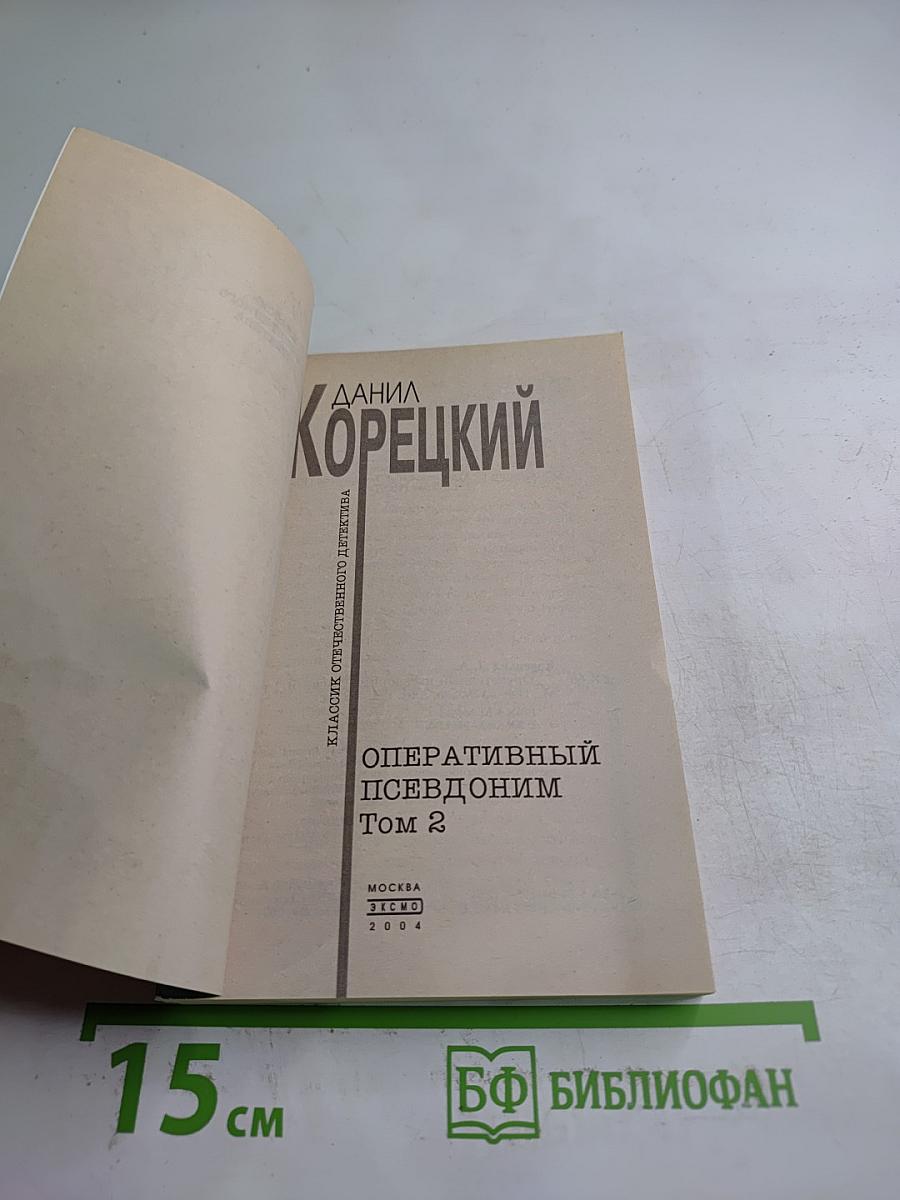 ДАНИЛ
КОРЕЦКИЙ
КЛАССИК ОТЕЧЕСТВЕННОГО ДЕТЕКТИВА
ОПЕРАТИВНЫЙ
ПСЕВДОНИМ
Том 2
МОСКВА
ЭКСМО
2004
15 см
БФ БИБЛИОФАН